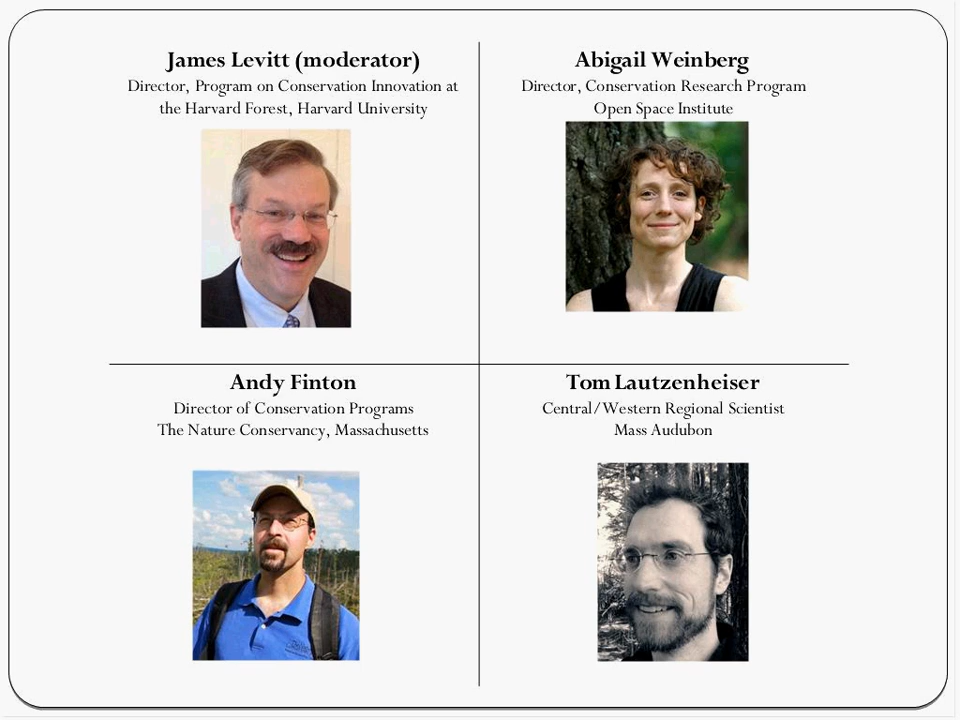 James Levitt (moderator)
Director, Program on Conservation Innovation at
the Harvard Forest, Harvard University
Abigail Weinberg
Director, Conservation Research Program
Open Space Institute
Andy Finton
Director of Conservation Programs
The Nature Conservancy, Massachusetts
Tom Lautzenheiser
Central/Western Regional Scientist
Mass Audubon